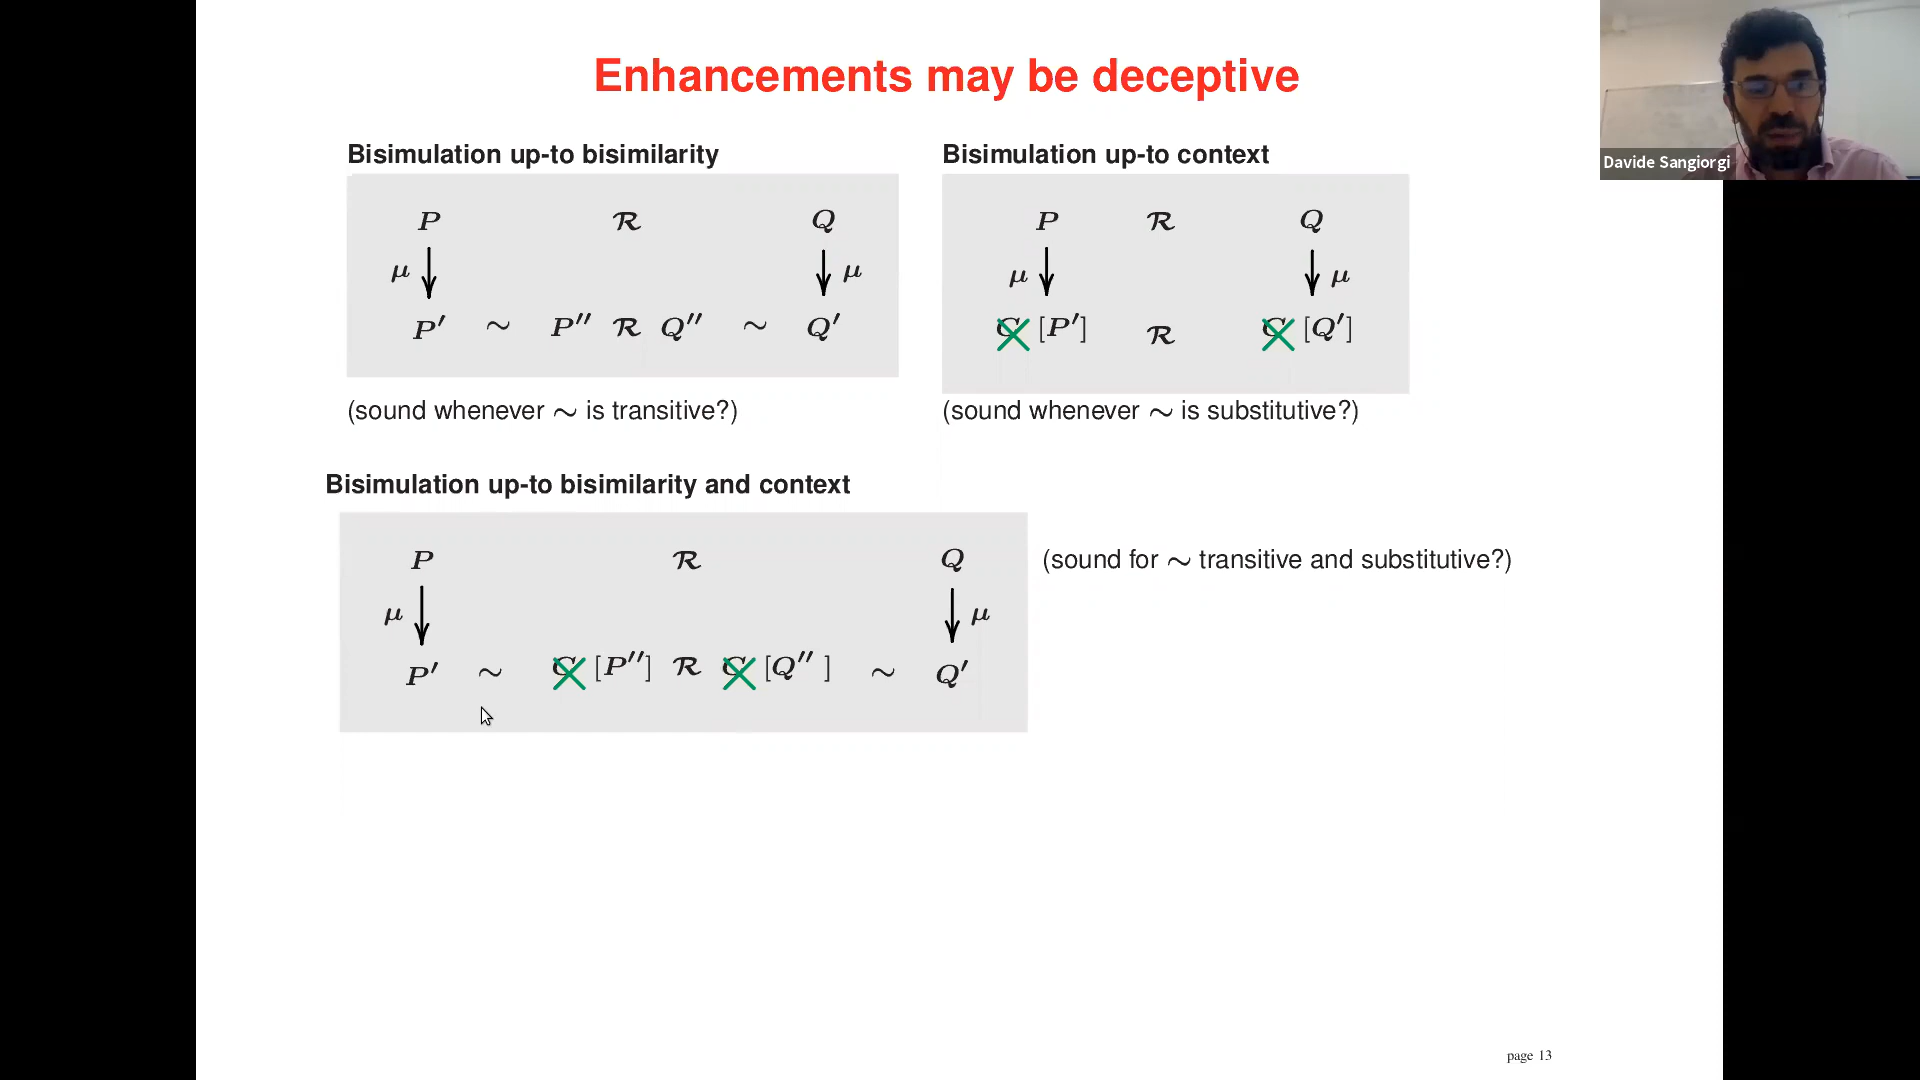 Enhancements may be deceptive
Davide Sangiorgi
Bisimulation up-to bisimilarity
P R Q
μ μ
P′ ∼ P′′ R Q′′ ∼ Q′
(sound whenever ∼ is transitive?)
Bisimulation up-to context
P R Q
μ μ
C [P′] R C [Q′]
(sound whenever ∼ is substitutive?)
Bisimulation up-to bisimilarity and context
P R Q
μ μ
P′ ∼ C [P′′] R C [Q′′ ] ∼ Q′
(sound for ∼ transitive and substitutive?)
page 13